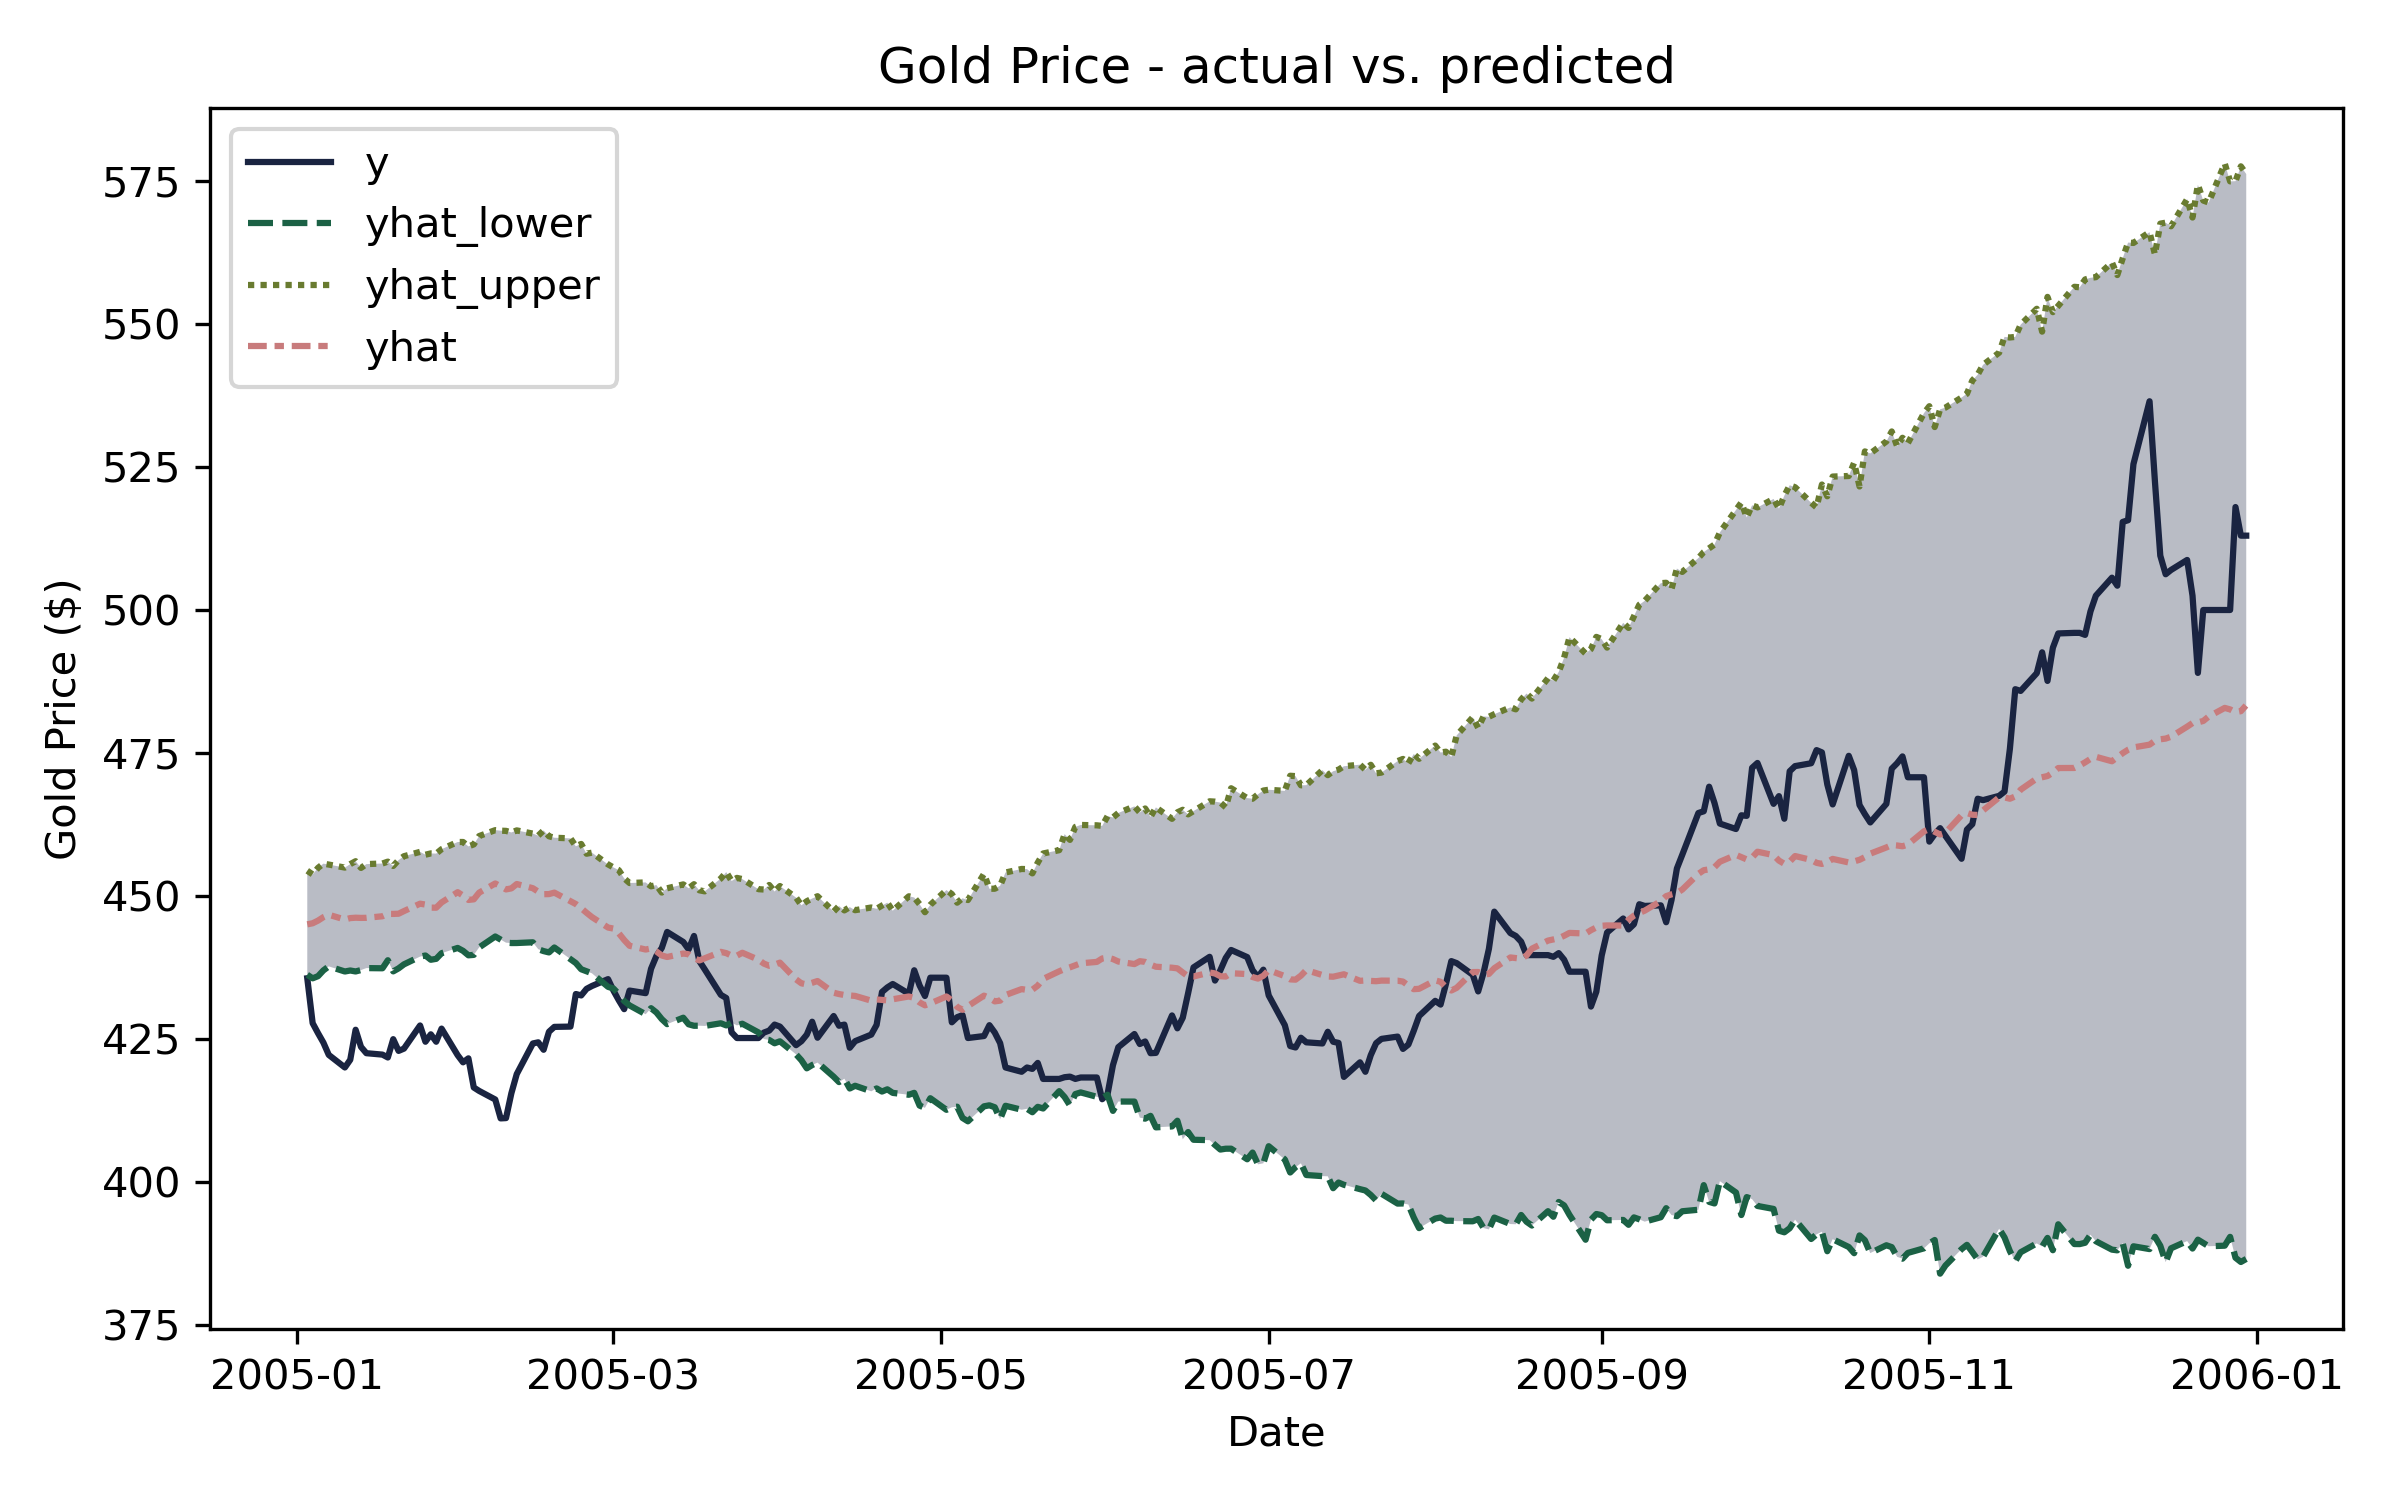 Gold Price - actual vs. predicted
y
yhat_lower
yhat_upper
yhat
Gold Price ($)
575
550
525
500
475
450
425
400
375
2005-01 2005-03 2005-05 2005-07 2005-09 2005-11 2006-01
Date